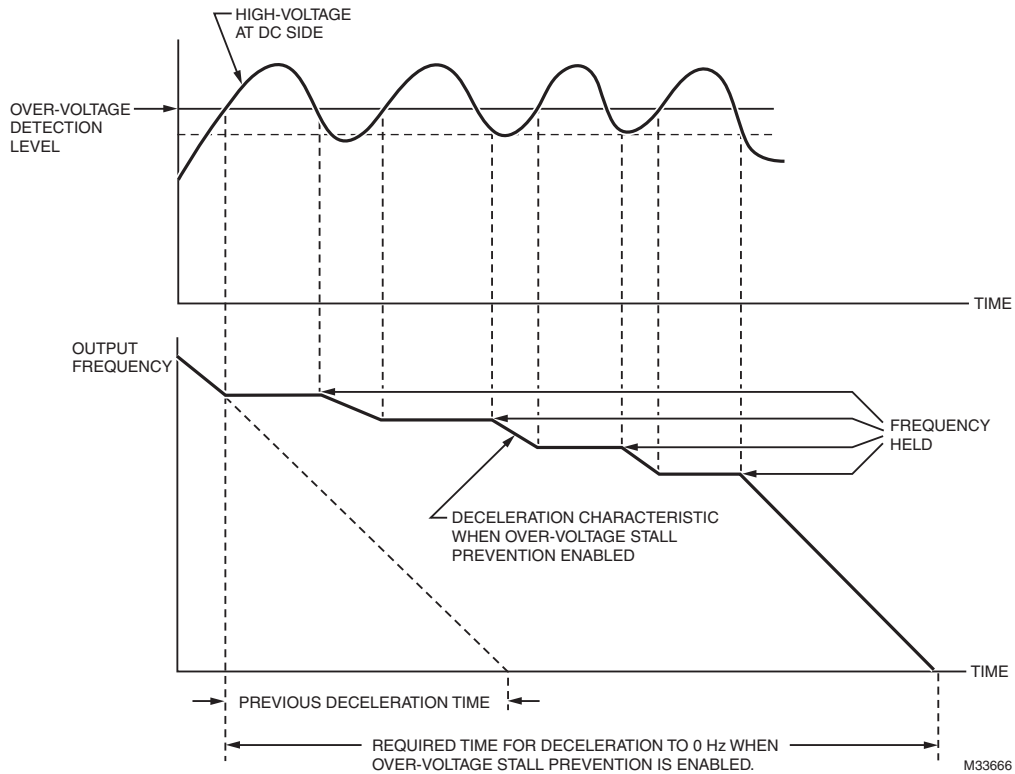 HIGH-VOLTAGE
AT DC SIDE
OVER-VOLTAGE
DETECTION
LEVEL
TIME
OUTPUT
FREQUENCY
FREQUENCY
HELD
DECELERATION CHARACTERISTIC
WHEN OVER-VOLTAGE STALL
PREVENTION ENABLED
TIME
PREVIOUS DECELERATION TIME
REQUIRED TIME FOR DECELERATION TO 0 Hz WHEN
OVER-VOLTAGE STALL PREVENTION IS ENABLED.
M33666